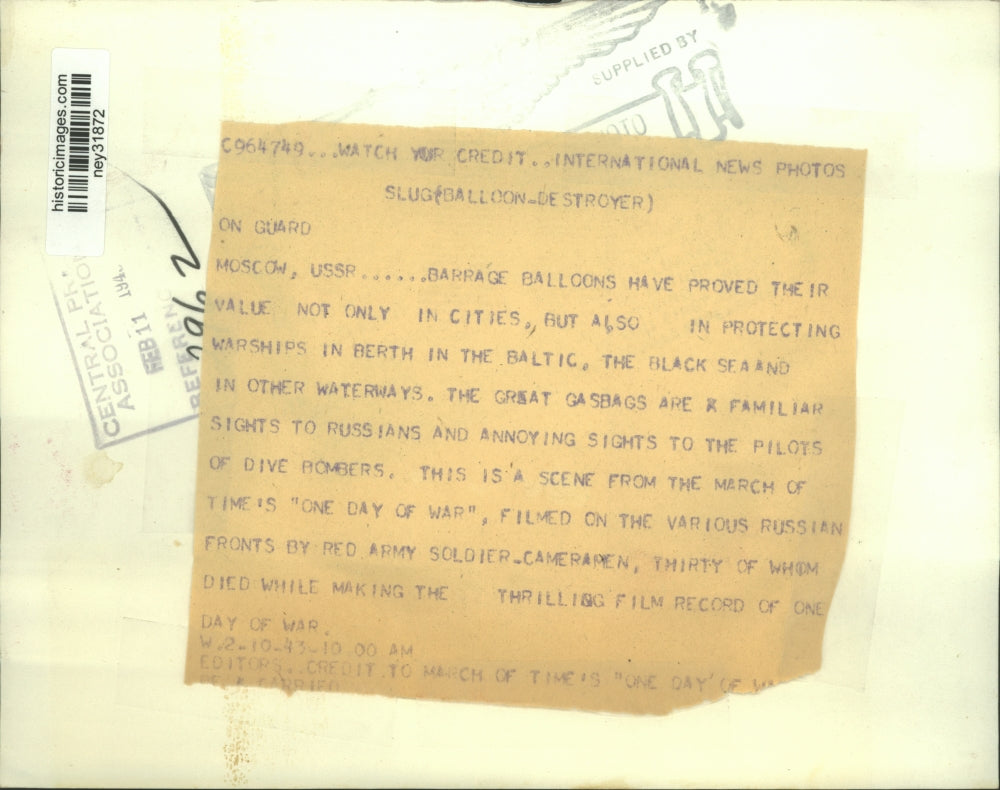 SUPPLIED BY
historicimages.com
ney31872
CENTRAL
ASSOCIATION
FEB 11 194
REFERENC
C964749...WATCH YUR CREDIT..INTERNATIONAL NEWS PHOTOS
SLUG(BALLOON-DESTROYER)
ON GUARD
MOSCOW, USSR......BARRAGE BALLOONS HAVE PROVED THEIR
VALUE NOT ONLY IN CITIES., BUT ALSO IN PROTECTING
WARSHIPS IN BERTH IN THE BALTIC, THE BLACK SEAAND
IN OTHER WATERWAYS. THE GREAT GASBAGS ARE A FAMILIAR
SIGHTS TO RUSSIANS AND ANNOYING SIGHTS TO THE PILOTS
OF DIVE BOMBERS. THIS IS A SCENE FROM THE MARCH OF
TIME'S "ONE DAY OF WAR", FILMED ON THE VARIOUS RUSSIAN
FRONTS BY RED ARMY SOLDIER-CAMERAMEN, THIRTY OF WHOM
DIED WHILE MAKING THE THRILLING FILM RECORD OF ONE
DAY OF WAR.
W.2-10-43-10 00 AM
EDITORS..CREDIT TO MARCH OF TIME'S "ONE DAY OF